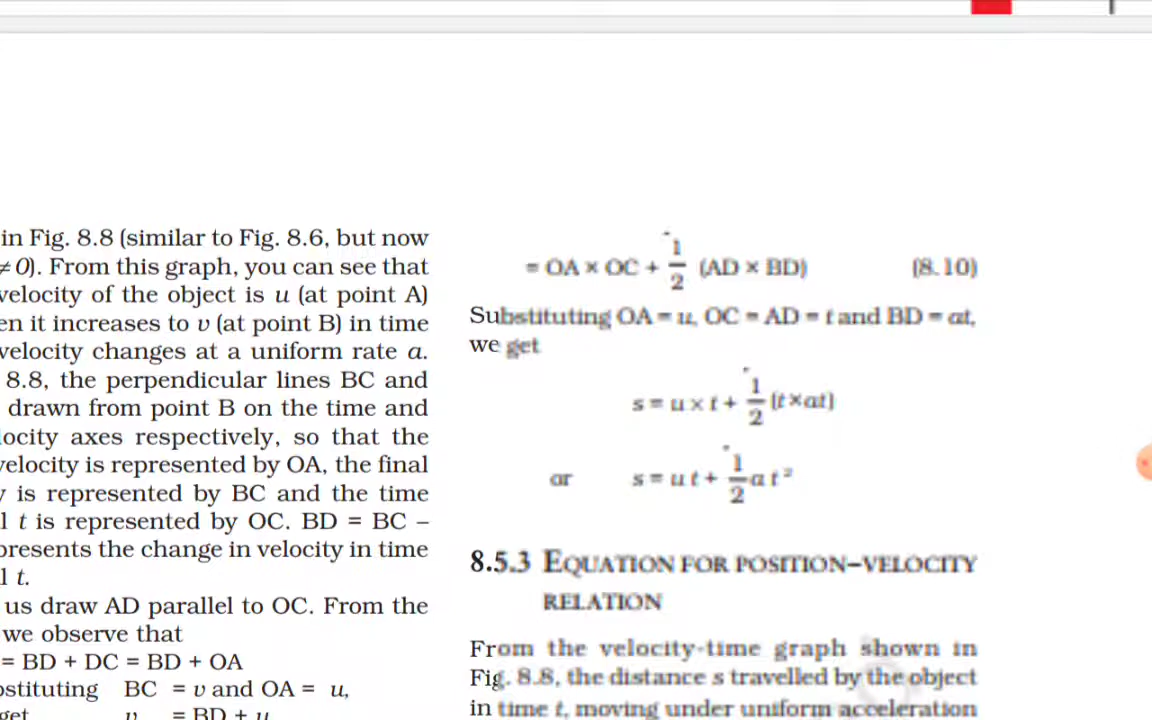 in Fig. 8.8 (similar to Fig. 8.6, but now
≠ 0). From this graph, you can see that
velocity of the object is u (at point A)
en it increases to v (at point B) in time
velocity changes at a uniform rate a.
8.8, the perpendicular lines BC and
drawn from point B on the time and
locity axes respectively, so that the
velocity is represented by OA, the final
y is represented by BC and the time
l t is represented by OC. BD = BC –
presents the change in velocity in time
l t.
us draw AD parallel to OC. From the
we observe that
= BD + DC = BD + OA
bstituting BC = v and OA = u,
get v = BD + u
= OA × OC + 1/2 (AD × BD) (8.10)
Substituting OA = u, OC = AD = t and BD = at,
we get
s = u × t + 1/2 (t × at)
or s = u t + 1/2 a t²
8.5.3 EQUATION FOR POSITION–VELOCITY
RELATION
From the velocity-time graph shown in
Fig. 8.8, the distance s travelled by the object
in time t, moving under uniform acceleration